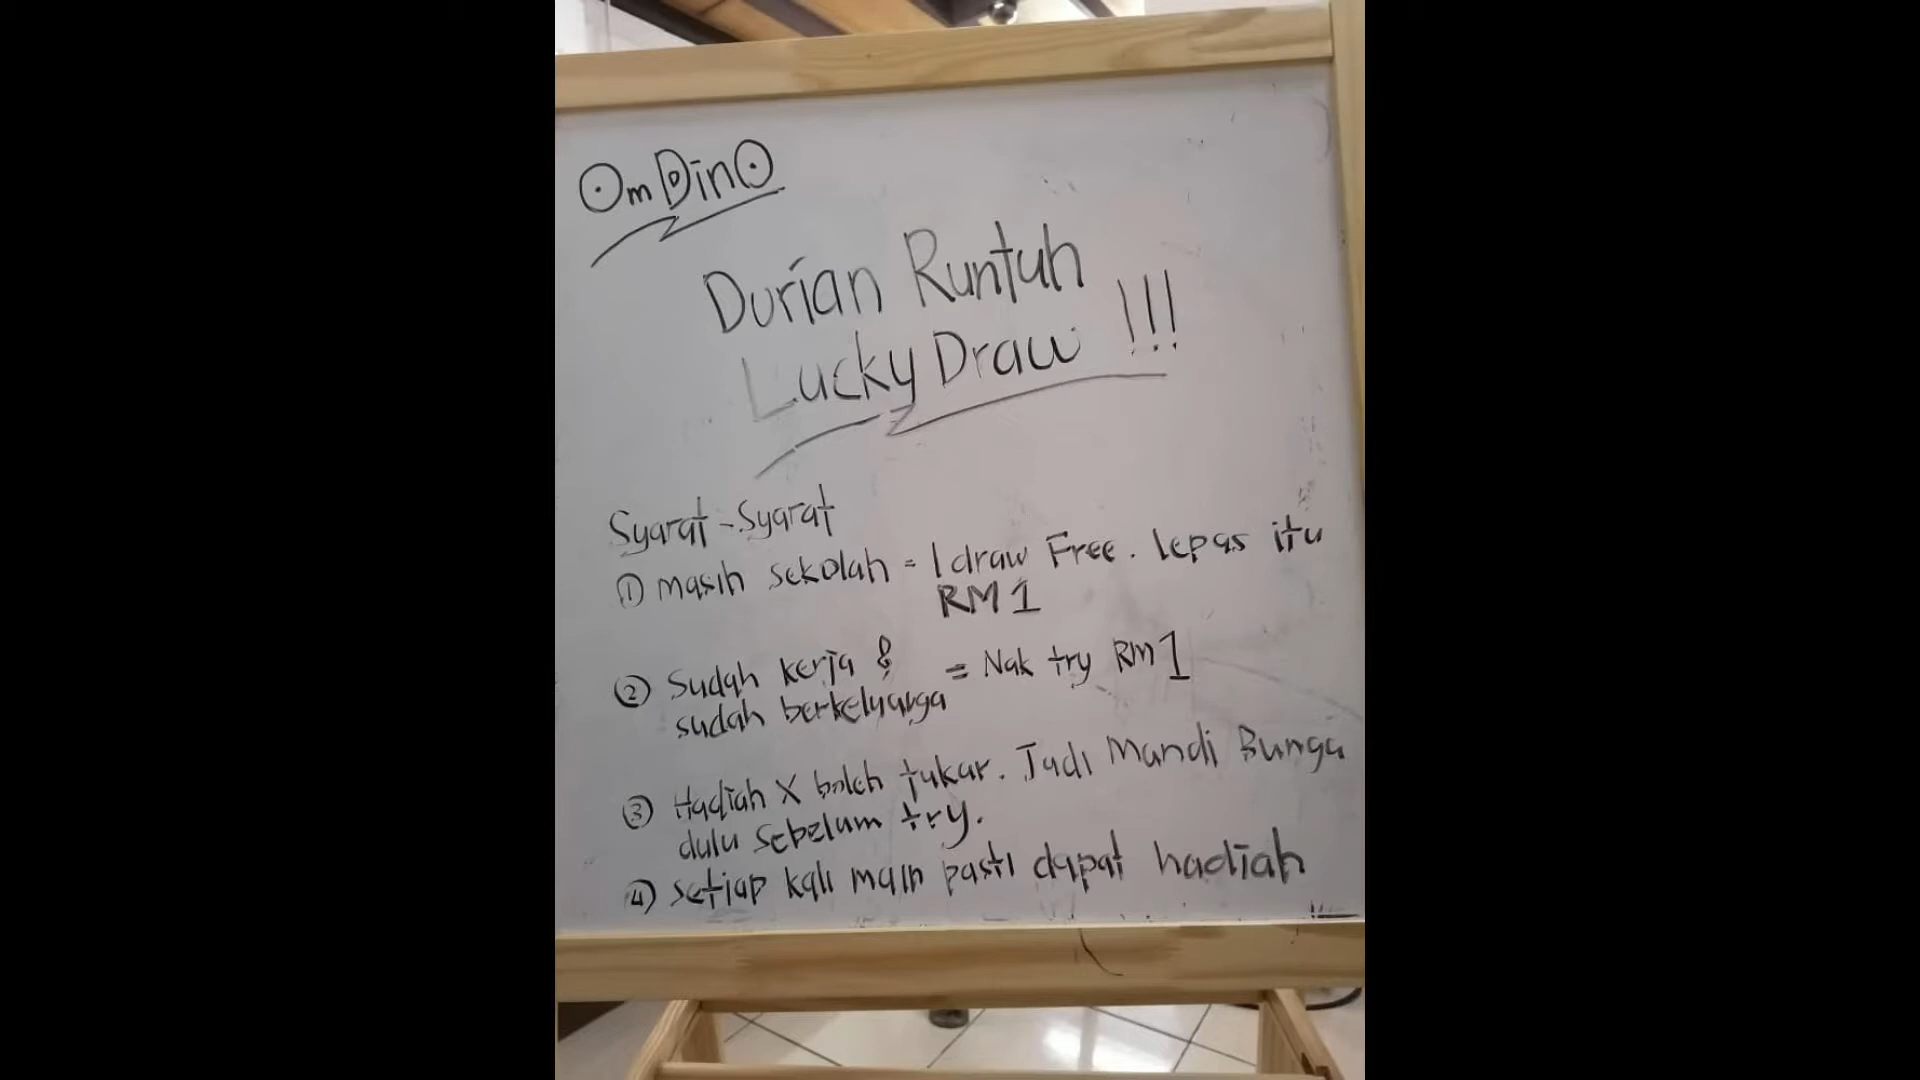 OmDinO
Durian Runtuh
Lucky Draw !!!
Syarat-Syarat
① masih sekolah = 1 draw Free. lepas itu
RM 1
② Sudah kerja &
sudah berkeluarga = Nak try RM 1
③ Hadiah X boleh tukar. Jadi Mandi Bunga
dulu sebelum try.
④ setiap kali main pasti dapat hadiah